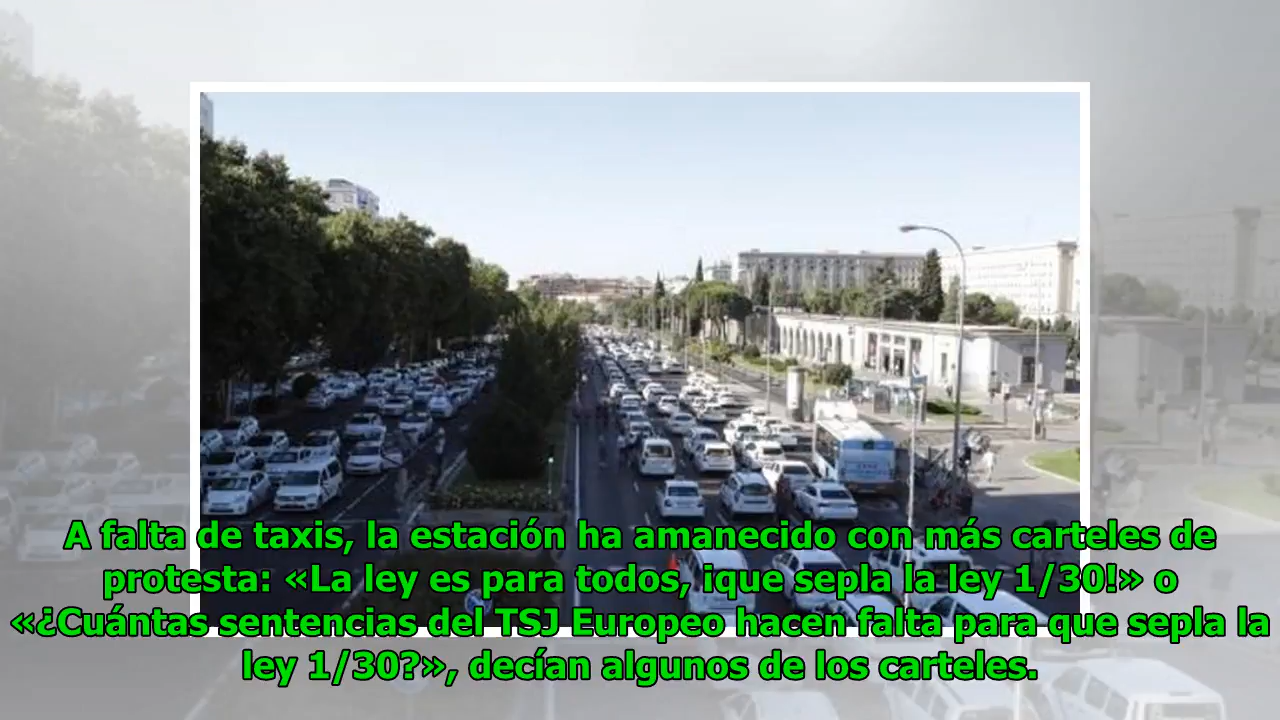 A falta de taxis, la estación ha amanecido con más carteles de
protesta: «La ley es para todos, ¡que sepla la ley 1/30!» o
«¿Cuántas sentencias del TSJ Europeo hacen falta para que sepla la
ley 1/30?», decían algunos de los carteles.